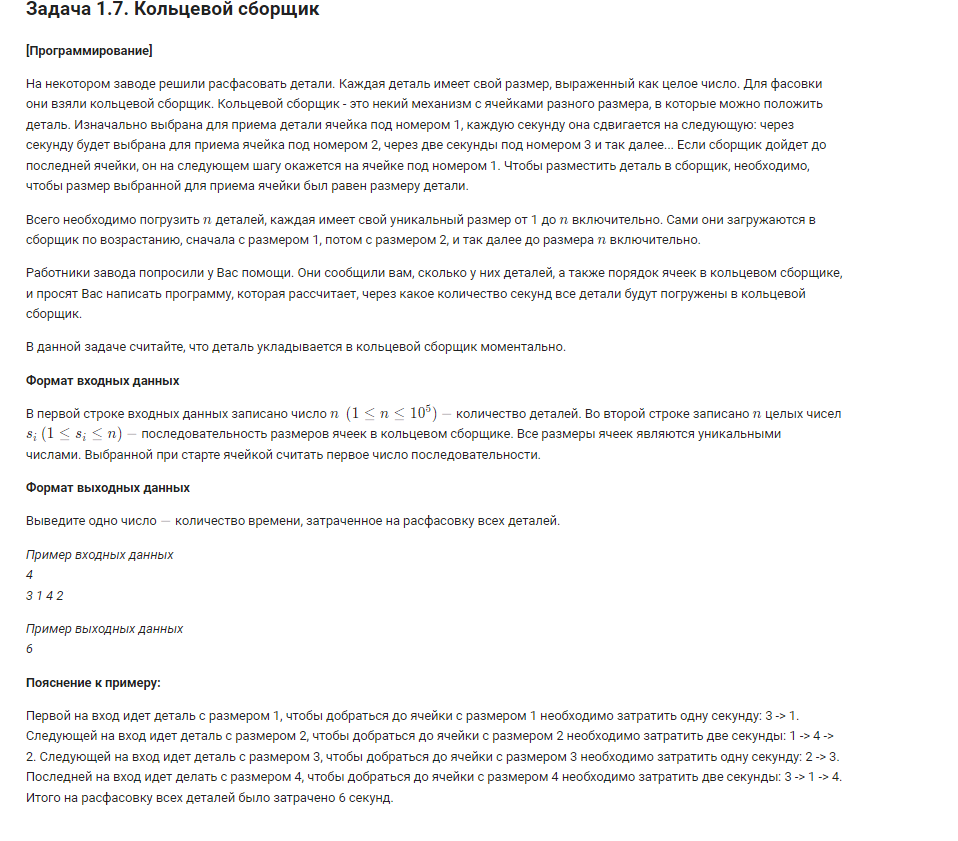 Задача 1.7. Кольцевой сборщик
[Программирование]
На некотором заводе решили расфасовать детали. Каждая деталь имеет свой размер, выраженный как целое число. Для фасовки
они взяли кольцевой сборщик. Кольцевой сборщик - это некий механизм с ячейками разного размера, в которые можно положить
деталь. Изначально выбрана для приема детали ячейка под номером 1, каждую секунду она сдвигается на следующую: через
секунду будет выбрана для приема ячейка под номером 2, через две секунды под номером 3 и так далее... Если сборщик дойдет до
последней ячейки, он на следующем шагу окажется на ячейке под номером 1. Чтобы разместить деталь в сборщик, необходимо,
чтобы размер выбранной для приема ячейки был равен размеру детали.
Всего необходимо погрузить n деталей, каждая имеет свой уникальный размер от 1 до n включительно. Сами они загружаются в
сборщик по возрастанию, сначала с размером 1, потом с размером 2, и так далее до размера n включительно.
Работники завода попросили у Вас помощи. Они сообщили вам, сколько у них деталей, а также порядок ячеек в кольцевом сборщике,
и просят Вас написать программу, которая рассчитает, через какое количество секунд все детали будут погружены в кольцевой
сборщик.
В данной задаче считайте, что деталь укладывается в кольцевой сборщик моментально.
Формат входных данных
В первой строке входных данных записано число n (1 ≤ n ≤ 10⁵) — количество деталей. Во второй строке записано n целых чисел
sᵢ (1 ≤ sᵢ ≤ n) — последовательность размеров ячеек в кольцевом сборщике. Все размеры ячеек являются уникальными
числами. Выбранной при старте ячейкой считать первое число последовательности.
Формат выходных данных
Выведите одно число — количество времени, затраченное на расфасовку всех деталей.
Пример входных данных
4
3 1 4 2
Пример выходных данных
6
Пояснение к примеру:
Первой на вход идет деталь с размером 1, чтобы добраться до ячейки с размером 1 необходимо затратить одну секунду: 3 -> 1.
Следующей на вход идет деталь с размером 2, чтобы добраться до ячейки с размером 2 необходимо затратить две секунды: 1 -> 4 ->
2. Следующей на вход идет деталь с размером 3, чтобы добраться до ячейки с размером 3 необходимо затратить одну секунду: 2 -> 3.
Последней на вход идет делать с размером 4, чтобы добраться до ячейки с размером 4 необходимо затратить две секунды: 3 -> 1 -> 4.
Итого на расфасовку всех деталей было затрачено 6 секунд.